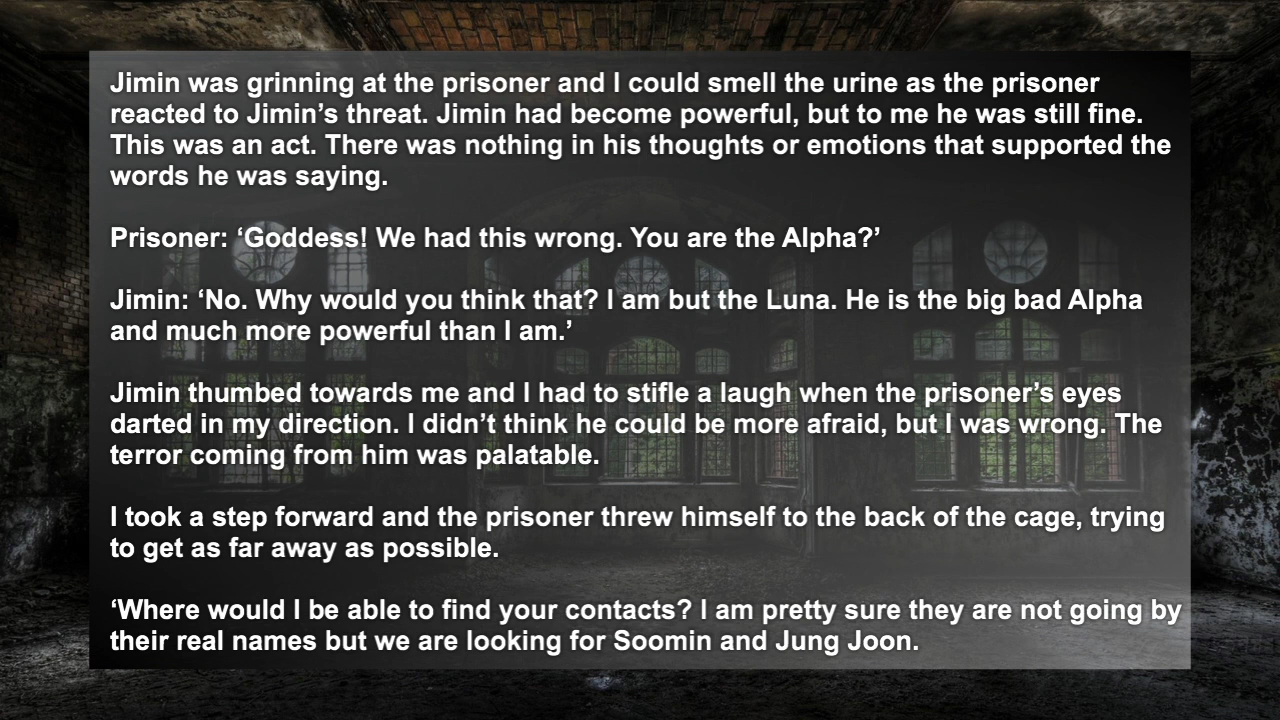 Jimin was grinning at the prisoner and I could smell the urine as the prisoner
reacted to Jimin’s threat. Jimin had become powerful, but to me he was still fine.
This was an act. There was nothing in his thoughts or emotions that supported the
words he was saying.
Prisoner: ‘Goddess! We had this wrong. You are the Alpha?’
Jimin: ‘No. Why would you think that? I am but the Luna. He is the big bad Alpha
and much more powerful than I am.’
Jimin thumbed towards me and I had to stifle a laugh when the prisoner’s eyes
darted in my direction. I didn’t think he could be more afraid, but I was wrong. The
terror coming from him was palatable.
I took a step forward and the prisoner threw himself to the back of the cage, trying
to get as far away as possible.
‘Where would I be able to find your contacts? I am pretty sure they are not going by
their real names but we are looking for Soomin and Jung Joon.